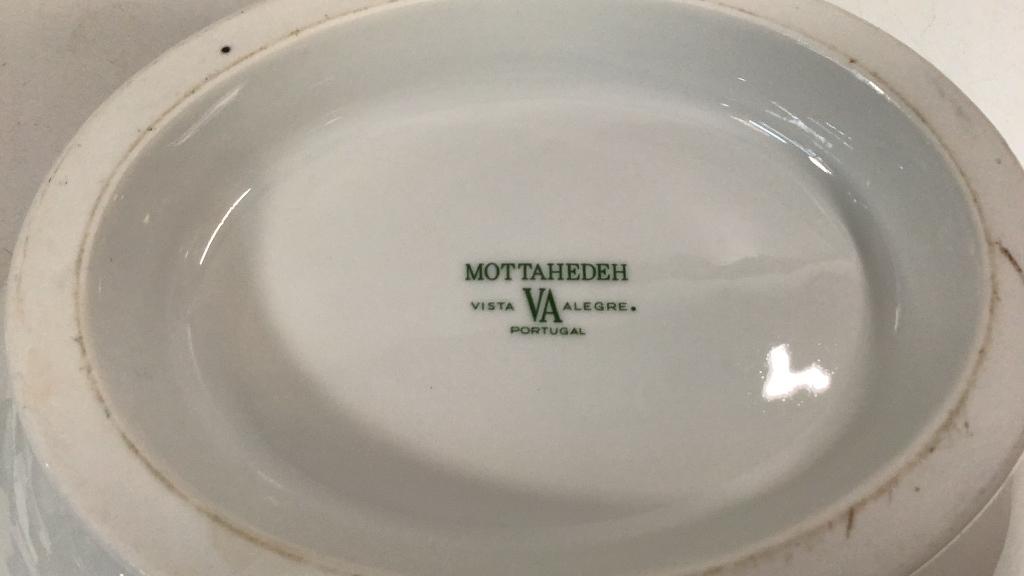 MOTTAHEDEH
VISTA VA ALEGRE.
PORTUGAL